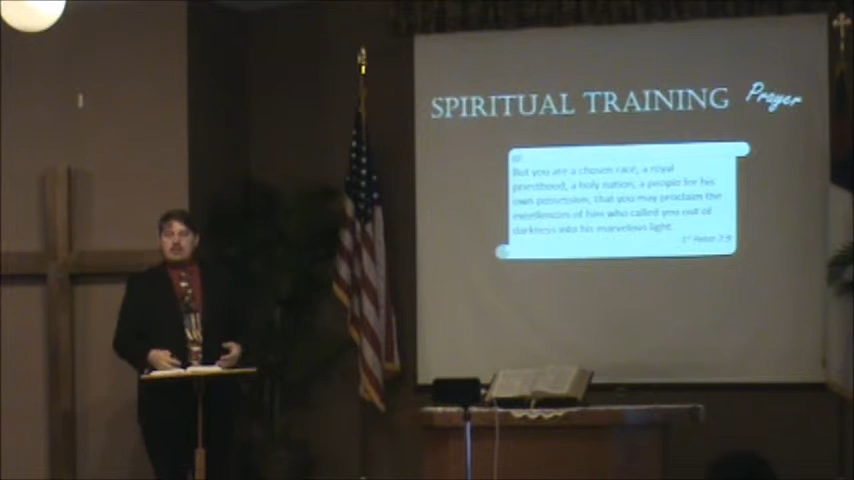 SPIRITUAL TRAINING Prayer
But you are a chosen race, a royal
priesthood, a holy nation, a people for his
own possession, that you may proclaim the
excellencies of him who called you out of
darkness into his marvelous light.
1st Peter 2:9